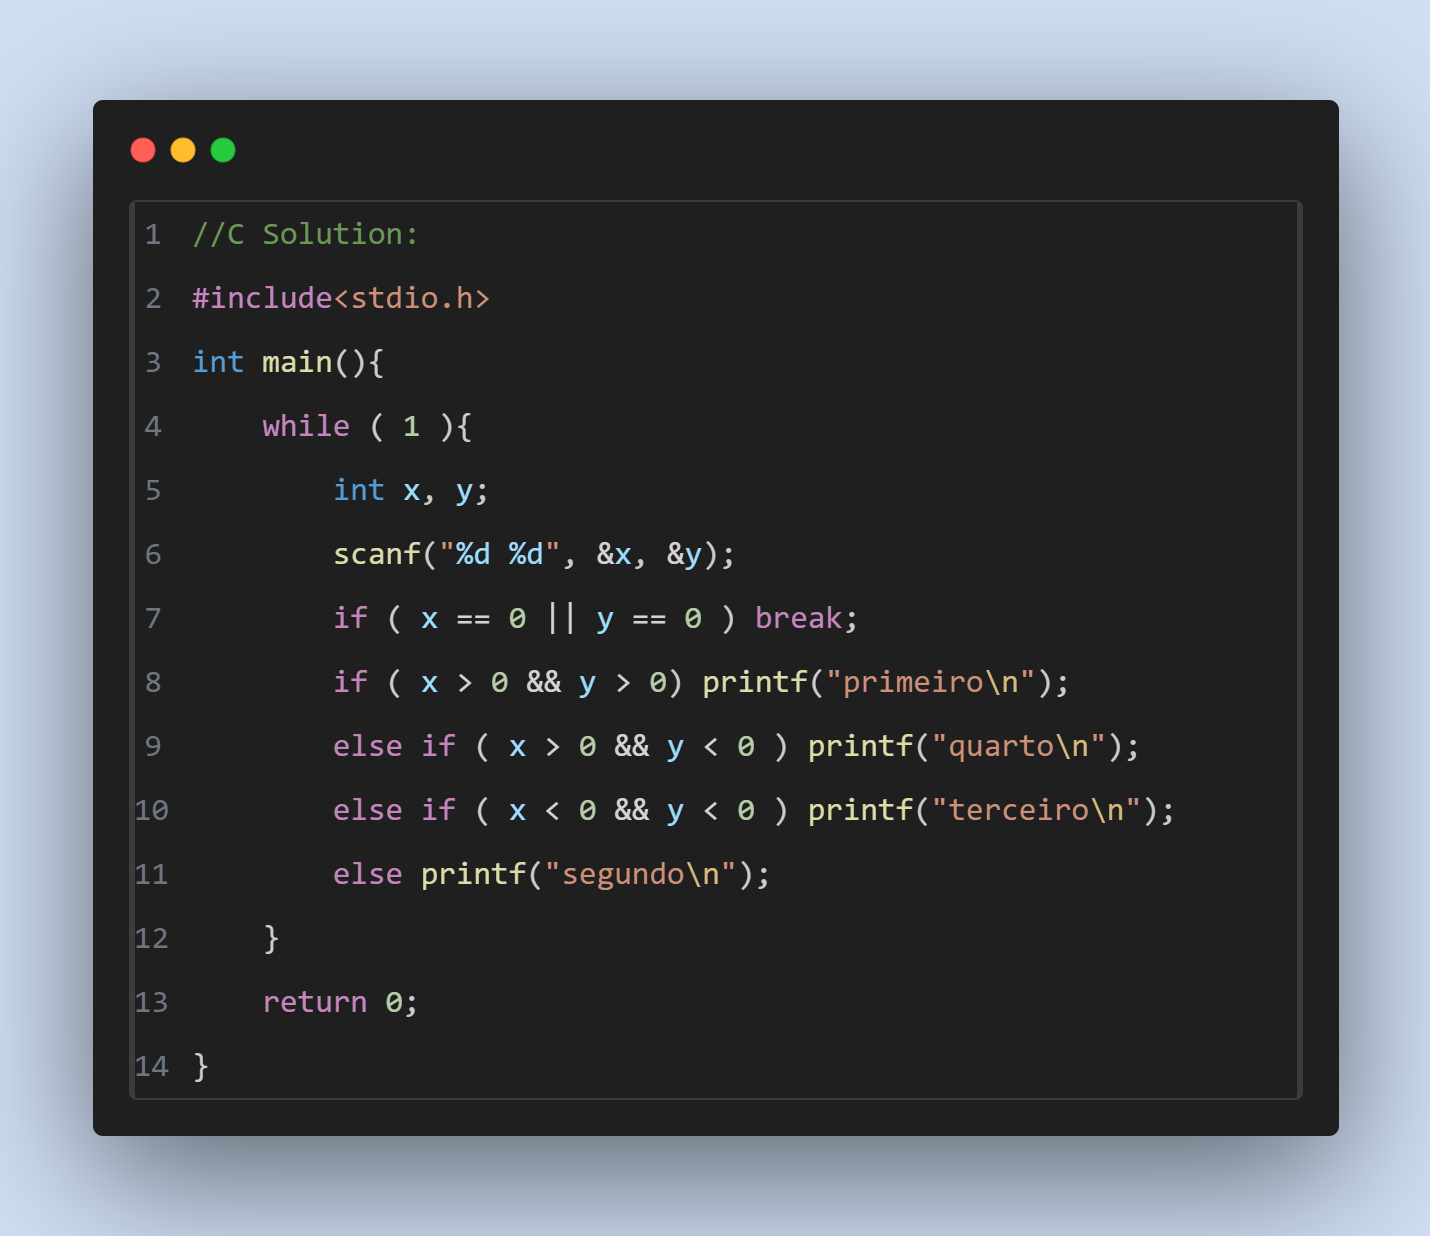 1 //C Solution:
2 #include<stdio.h>
3 int main(){
4     while ( 1 ){
5         int x, y;
6         scanf("%d %d", &x, &y);
7         if ( x == 0 || y == 0 ) break;
8         if ( x > 0 && y > 0) printf("primeiro\n");
9         else if ( x > 0 && y < 0 ) printf("quarto\n");
10         else if ( x < 0 && y < 0 ) printf("terceiro\n");
11         else printf("segundo\n");
12     }
13     return 0;
14 }